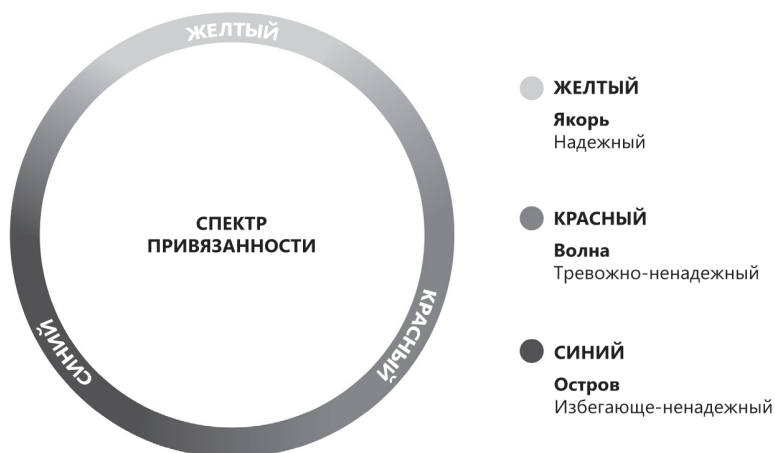 ЖЕЛТЫЙ
СПЕКТР
ПРИВЯЗАННОСТИ
КРАСНЫЙ
СИНИЙ
ЖЕЛТЫЙ
Якорь
Надежный
КРАСНЫЙ
Волна
Тревожно-ненадежный
СИНИЙ
Остров
Избегающе-ненадежный